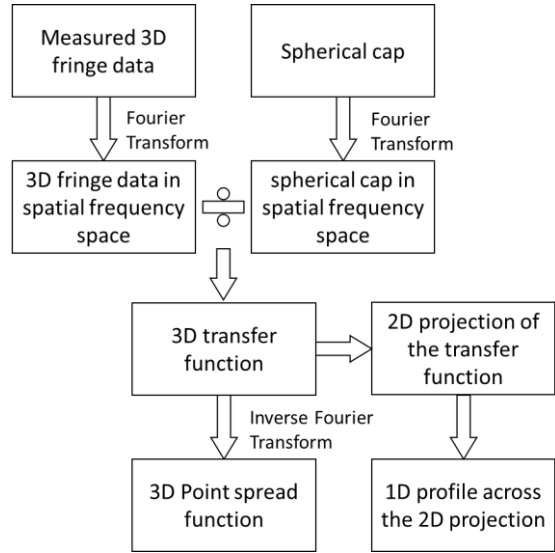 Measured 3D
fringe data
Spherical cap
Fourier
Transform
Fourier
Transform
3D fringe data in
spatial frequency
space
spherical cap in
spatial frequency
space
3D transfer
function
2D projection of
the transfer
function
Inverse Fourier
Transform
3D Point spread
function
1D profile across
the 2D projection